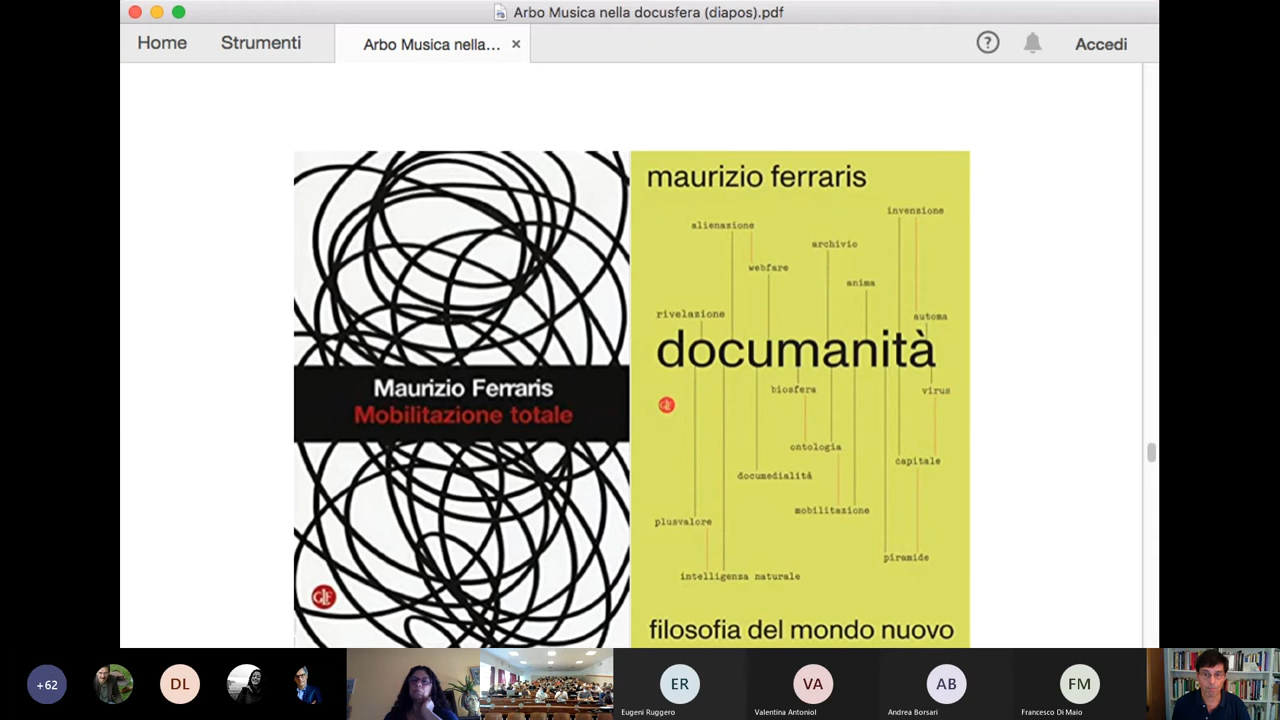 Arbo Musica nella docusfera (diapos).pdf
Home Strumenti Arbo Musica nella... × ? Accedi
Maurizio Ferraris
Mobilitazione totale
GLF
maurizio ferraris
invenzione
alienazione
archivio
webfare
anima
rivelazione
automa
documanità
biosfera
virus
GLF
ontologia
capitale
documedialità
mobilitazione
plusvalore
piramide
intelligenza naturale
filosofia del mondo nuovo
+62 DL ER VA AB FM
Eugeni Ruggero Valentina Antoniol Andrea Borsari Francesco Di Maio